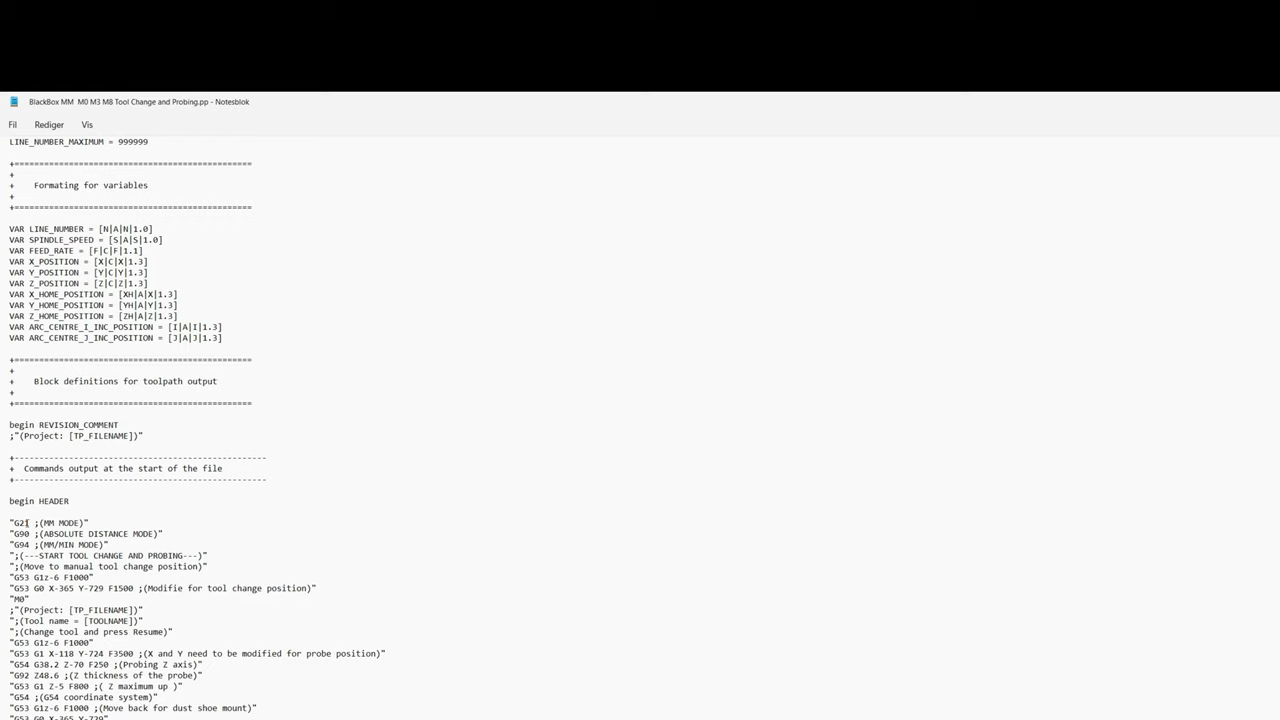 BlackBox MM  M0 M3 M8 Tool Change and Probing.pp - Notesblok
Fil Rediger Vis
LINE_NUMBER_MAXIMUM = 999999
+================================================
+
+    Formating for variables
+
+================================================
VAR LINE_NUMBER = [N|A|N|1.0]
VAR SPINDLE_SPEED = [S|A|S|1.0]
VAR FEED_RATE = [F|C|F|1.1]
VAR X_POSITION = [X|C|X|1.3]
VAR Y_POSITION = [Y|C|Y|1.3]
VAR Z_POSITION = [Z|C|Z|1.3]
VAR X_HOME_POSITION = [XH|A|X|1.3]
VAR Y_HOME_POSITION = [YH|A|Y|1.3]
VAR Z_HOME_POSITION = [ZH|A|Z|1.3]
VAR ARC_CENTRE_I_INC_POSITION = [I|A|I|1.3]
VAR ARC_CENTRE_J_INC_POSITION = [J|A|J|1.3]
+================================================
+
+    Block definitions for toolpath output
+
+================================================
begin REVISION_COMMENT
;"(Project: [TP_FILENAME])"
+---------------------------------------------------
+  Commands output at the start of the file
+---------------------------------------------------
begin HEADER
"G21 ;(MM MODE)"
"G90 ;(ABSOLUTE DISTANCE MODE)"
"G94 ;(MM/MIN MODE)"
";(---START TOOL CHANGE AND PROBING---)"
";(Move to manual tool change position)"
"G53 G1z-6 F1000"
"G53 G0 X-365 Y-729 F1500 ;(Modifie for tool change position)"
"M0"
;"(Project: [TP_FILENAME])"
";(Tool name = [TOOLNAME])"
";(Change tool and press Resume)"
"G53 G1z-6 F1000"
"G53 G1 X-118 Y-724 F3500 ;(X and Y need to be modified for probe position)"
"G54 G38.2 Z-70 F250 ;(Probing Z axis)"
"G92 Z48.6 ;(Z thickness of the probe)"
"G53 G1 Z-5 F800 ;( Z maximum up )"
"G54 ;(G54 coordinate system)"
"G53 G1z-6 F1000 ;(Move back for dust shoe mount)"
"G53 G0 X-365 Y-729"